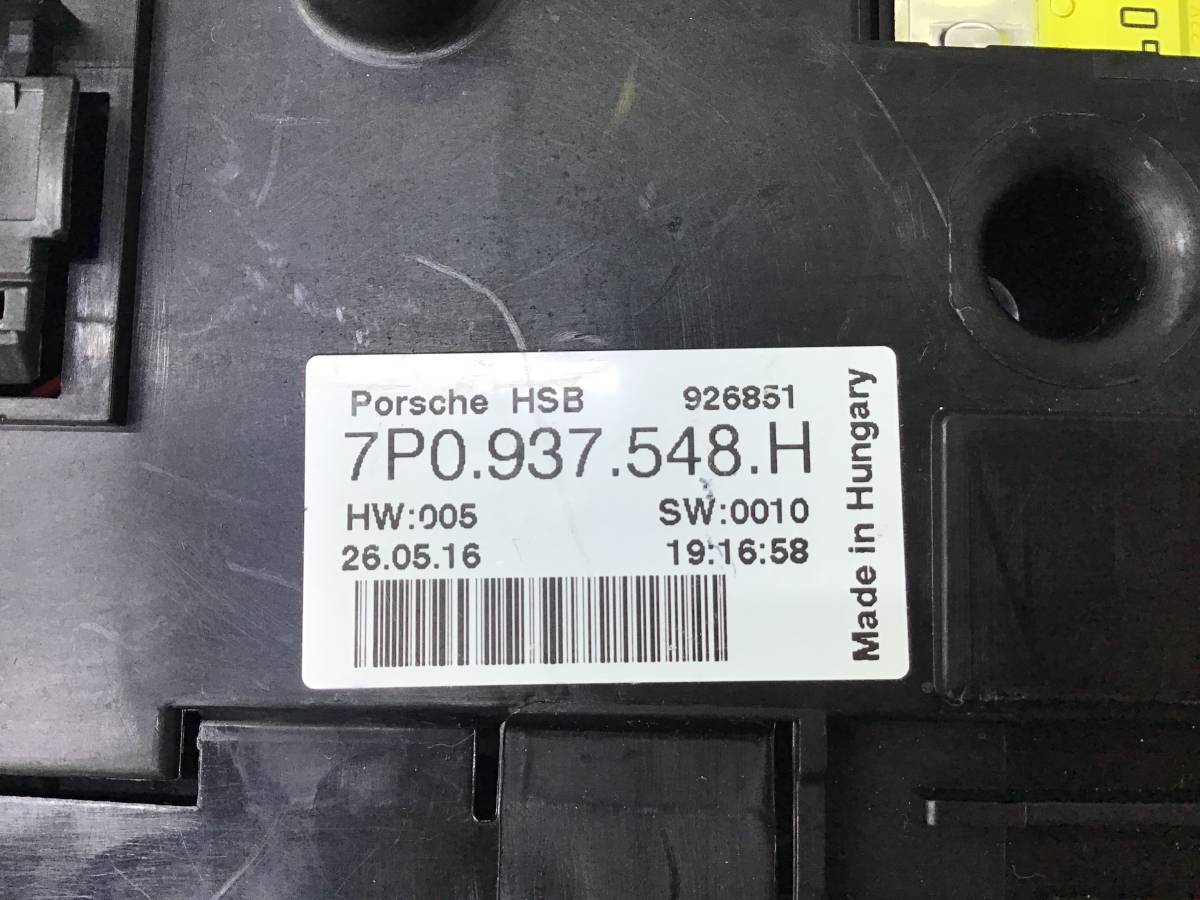 Porsche HSB 926851
7P0.937.548.H
HW:005 SW:0010
26.05.16 19:16:58
Made in Hungary